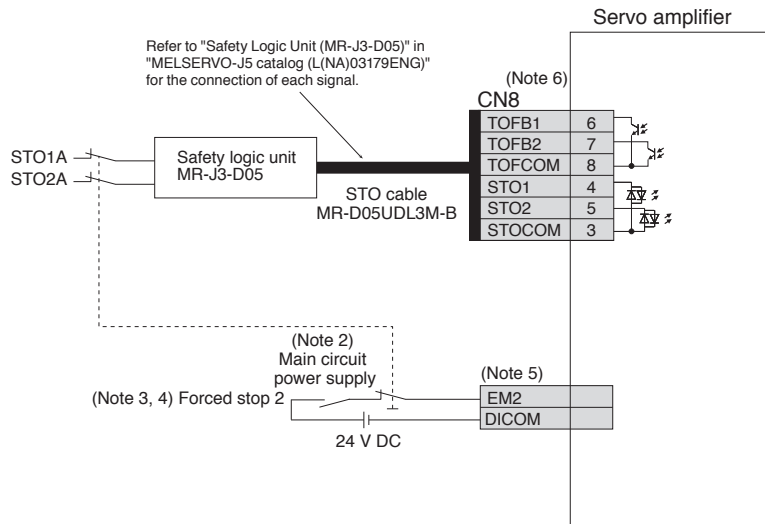 Servo amplifier
Refer to "Safety Logic Unit (MR-J3-D05)" in
"MELSERVO-J5 catalog (L(NA)03179ENG)"
for the connection of each signal.
(Note 6)
CN8
TOFB1 6
TOFB2 7
TOFCOM 8
STO1 4
STO2 5
STOCOM 3
STO1A
STO2A
Safety logic unit
MR-J3-D05
STO cable
MR-D05UDL3M-B
(Note 2)
Main circuit
power supply
(Note 3, 4) Forced stop 2
24 V DC
(Note 5)
EM2
DICOM